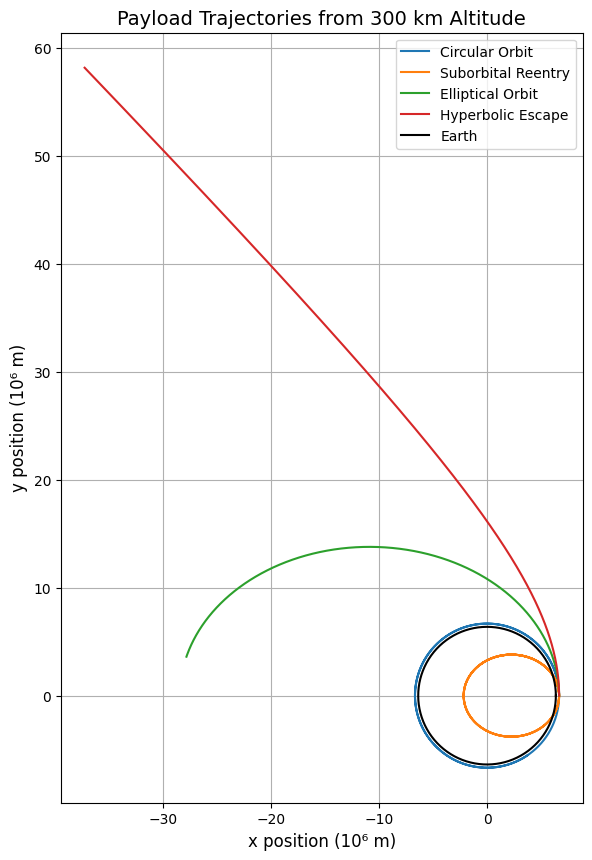 Payload Trajectories from 300 km Altitude
Circular Orbit
Suborbital Reentry
Elliptical Orbit
Hyperbolic Escape
Earth
y position (10⁶ m)
60
50
40
30
20
10
0
−30
−20
−10
0
x position (10⁶ m)